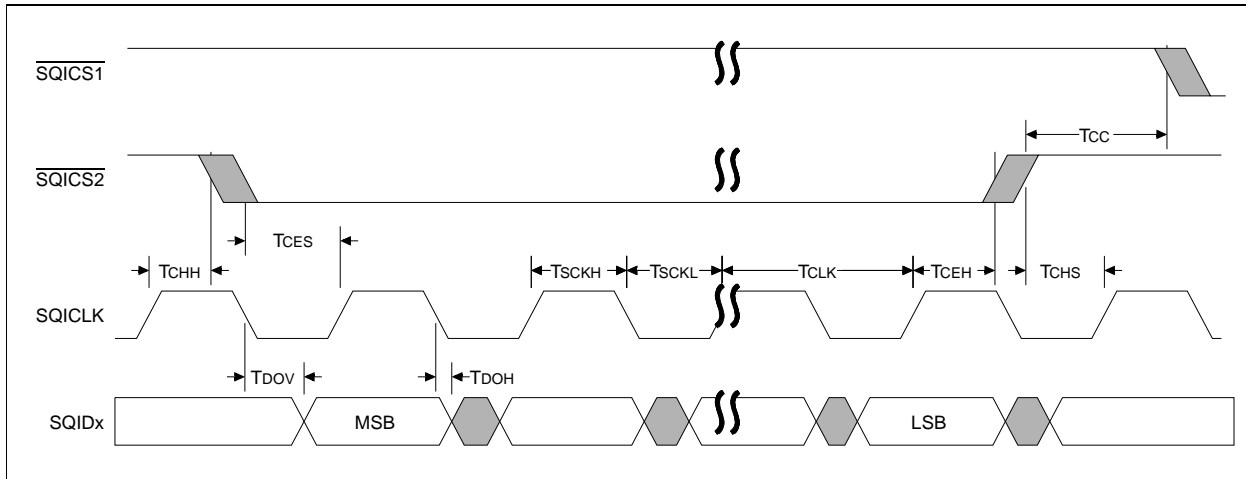 SQICS1
TCC
SQICS2
TCES
TCHH
TSCKH
TSCKL
TCLK
TCEH
TCHS
SQICLK
TDOV
TDOH
SQIDx
MSB
LSB